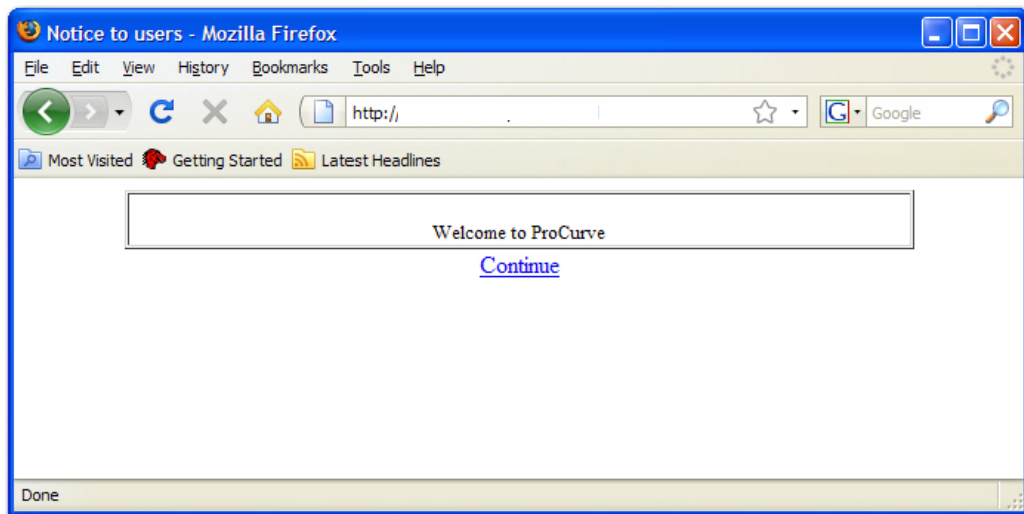 Notice to users - Mozilla Firefox
File Edit View History Bookmarks Tools Help
http:// . G Google
Most Visited Getting Started Latest Headlines
Welcome to ProCurve
Continue
Done